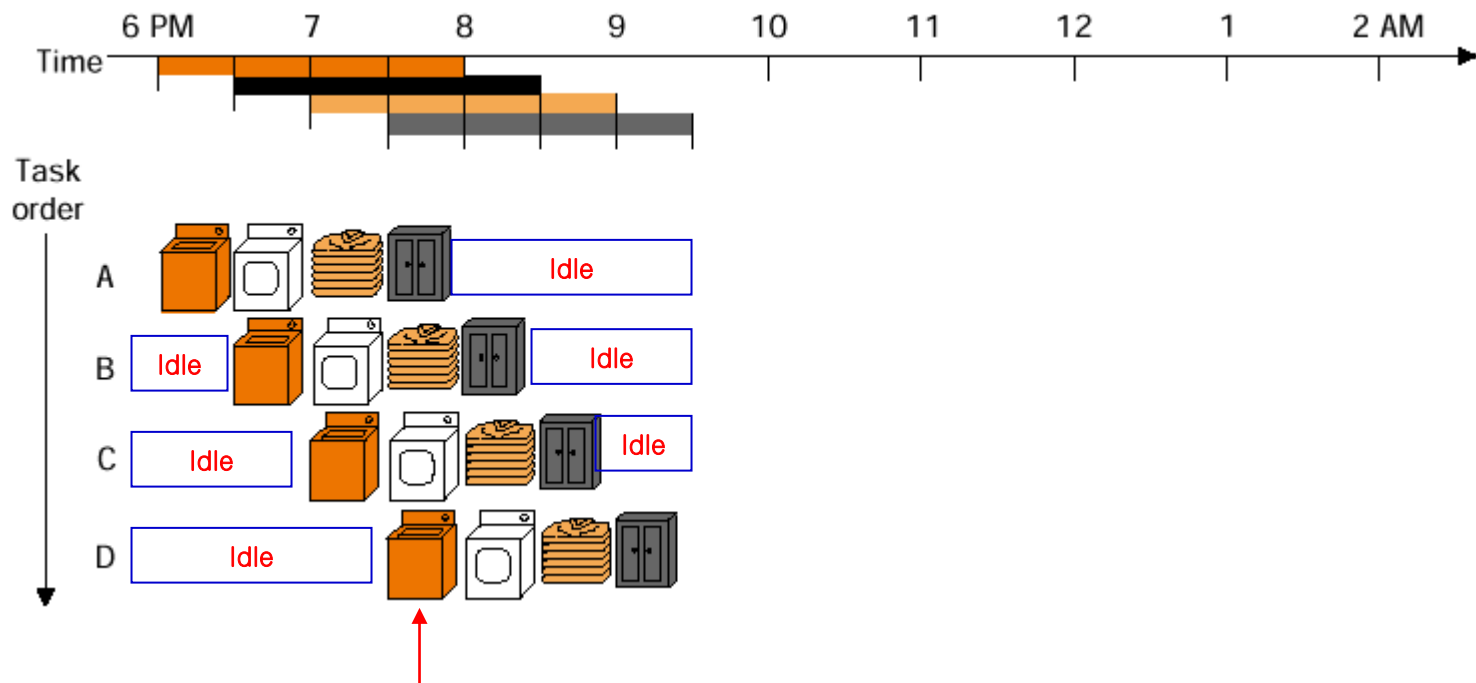 6 PM 7 8 9 10 11 12 1 2 AM
Time
Task
order
A Idle
B Idle Idle
C Idle Idle
D Idle